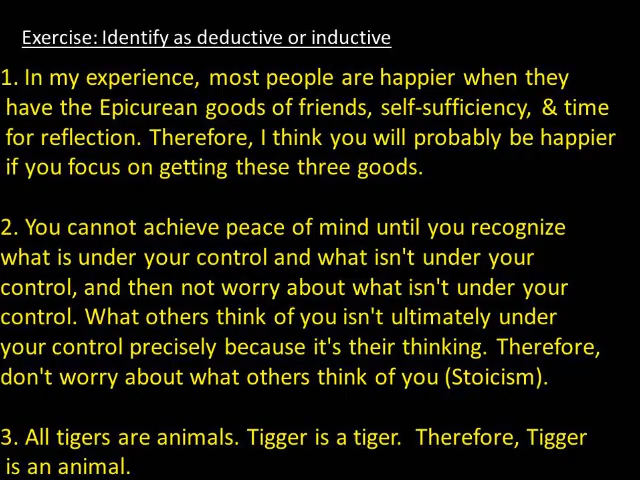 Exercise: Identify as deductive or inductive
1. In my experience, most people are happier when they
have the Epicurean goods of friends, self-sufficiency, & time
for reflection. Therefore, I think you will probably be happier
if you focus on getting these three goods.
2. You cannot achieve peace of mind until you recognize
what is under your control and what isn't under your
control, and then not worry about what isn't under your
control. What others think of you isn't ultimately under
your control precisely because it's their thinking. Therefore,
don't worry about what others think of you (Stoicism).
3. All tigers are animals. Tigger is a tiger. Therefore, Tigger
is an animal.